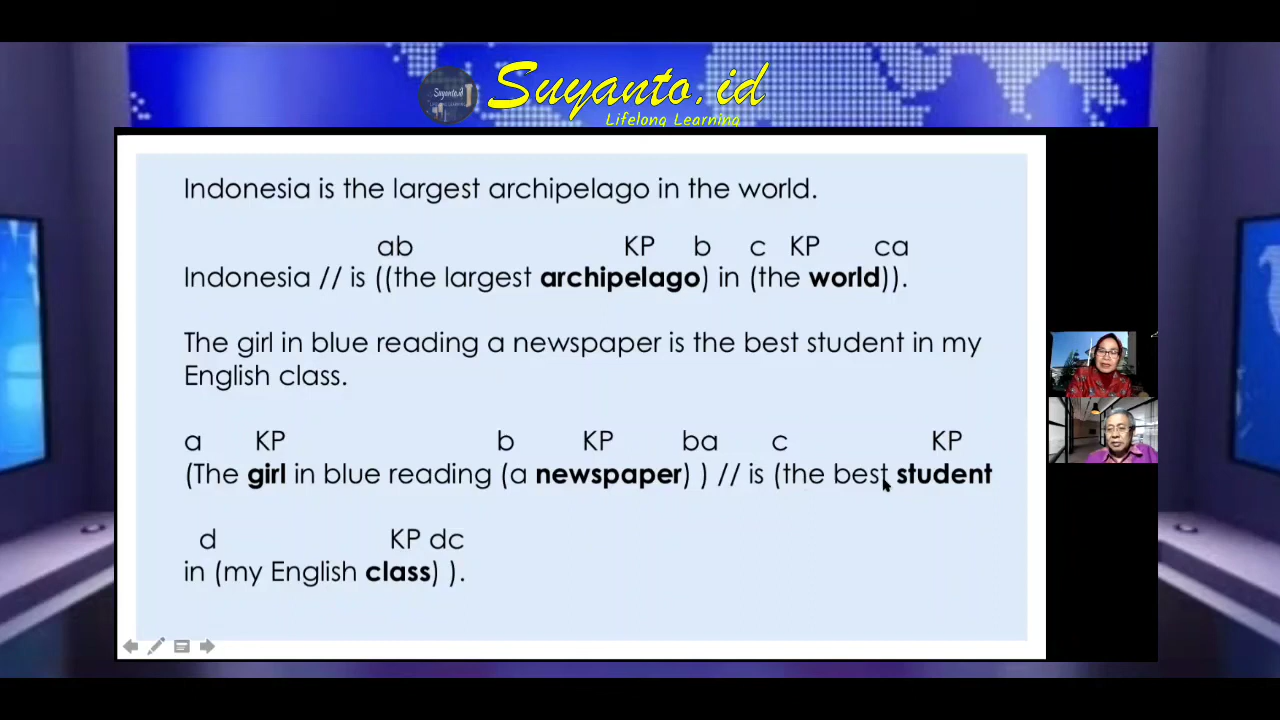 Suyanto.id
Suyanto.id
Lifelong Learning
Indonesia is the largest archipelago in the world.
ab KP b c KP ca
Indonesia // is ((the largest archipelago) in (the world)).
The girl in blue reading a newspaper is the best student in my
English class.
a KP b KP ba c KP
(The girl in blue reading (a newspaper) ) // is (the best student
d KP dc
in (my English class) ).